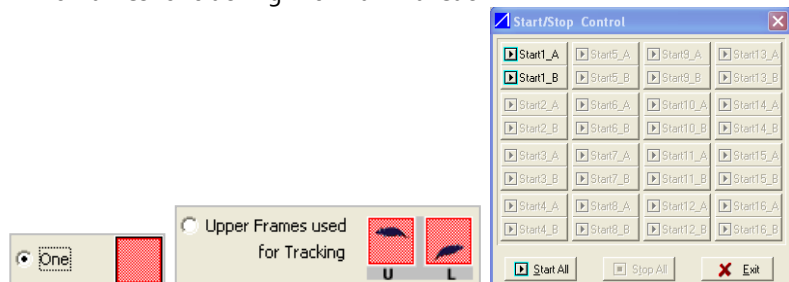 Start/Stop Control
Start1_A Start5_A Start9_A Start13_A
Start1_B Start5_B Start9_B Start13_B
Start2_A Start6_A Start10_A Start14_A
Start2_B Start6_B Start10_B Start14_B
Start3_A Start7_A Start11_A Start15_A
Start3_B Start7_B Start11_B Start15_B
Start4_A Start8_A Start12_A Start16_A
Start4_B Start8_B Start12_B Start16_B
Start All Stop All Exit
One
Upper Frames used
for Tracking
U L